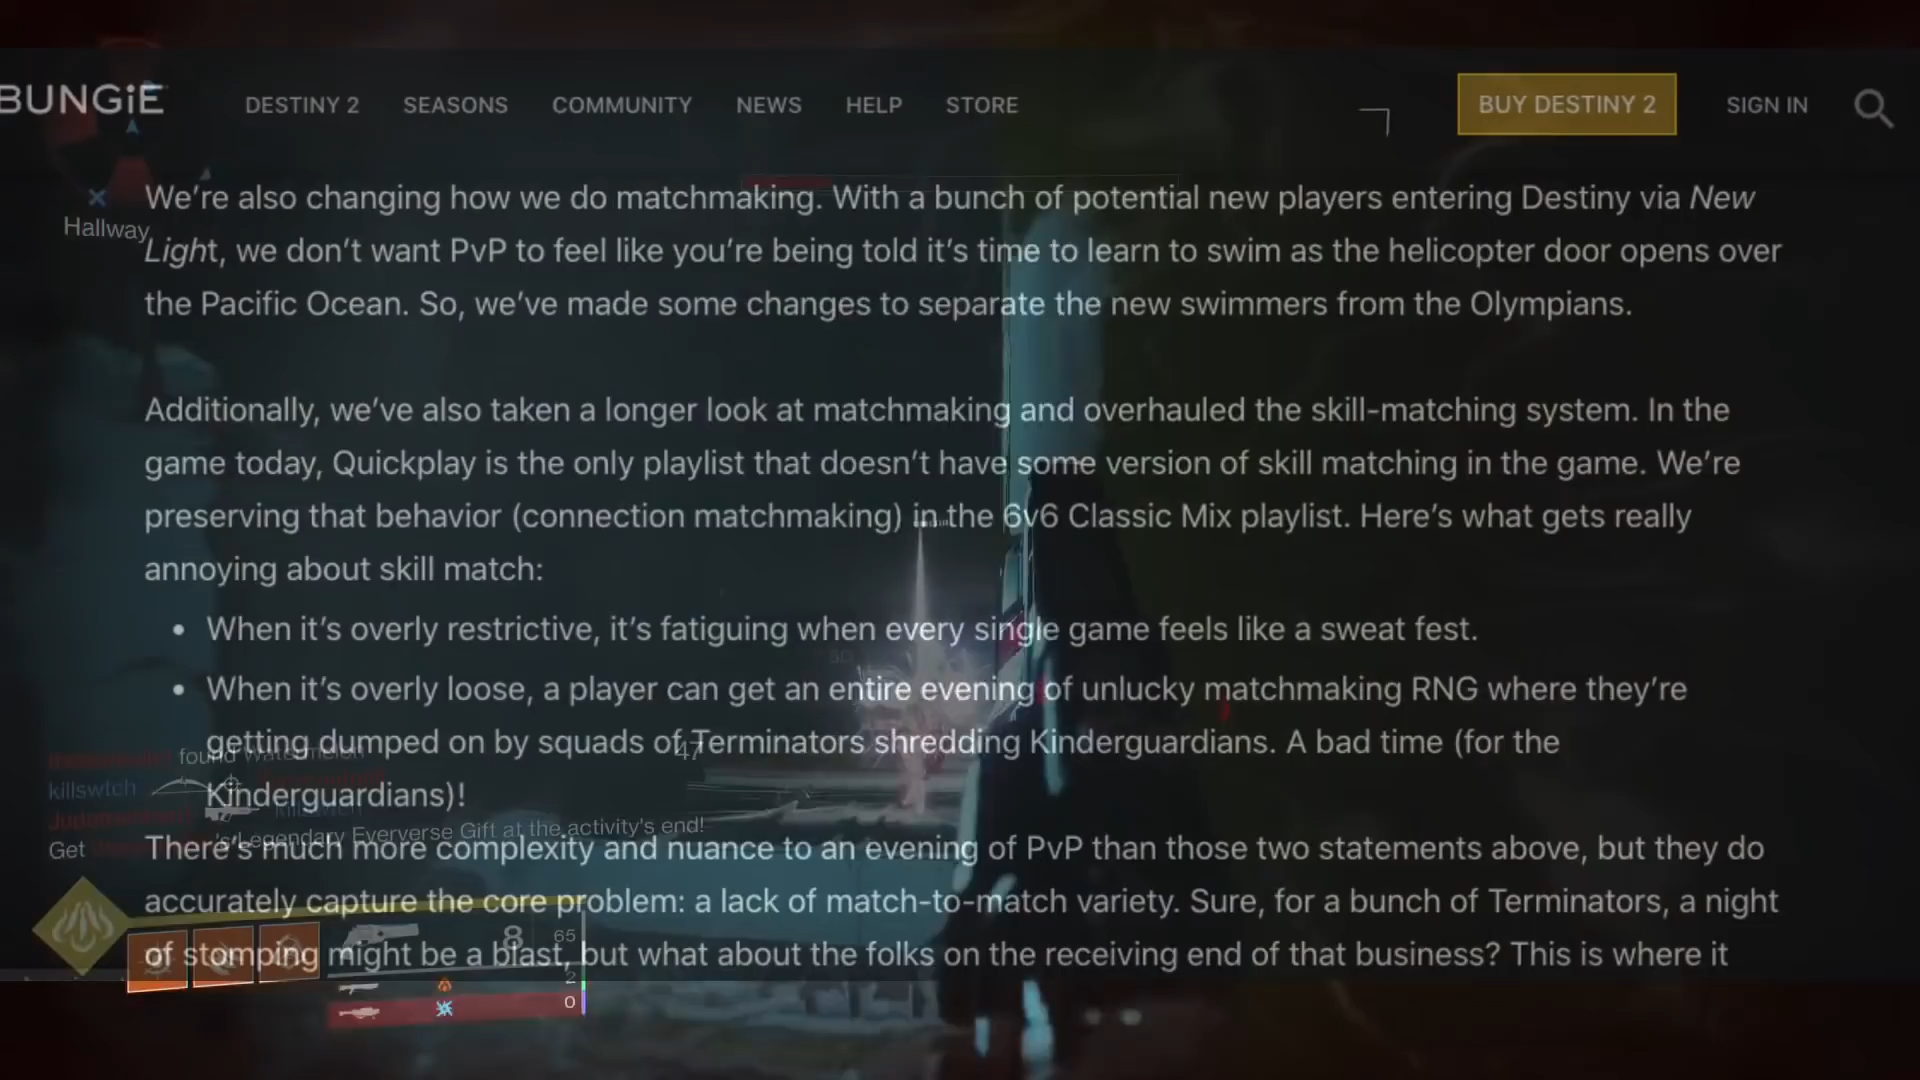 BUNGiE
DESTINY 2
SEASONS
COMMUNITY
NEWS
HELP
STORE
BUY DESTINY 2
SIGN IN
Hallway
We’re also changing how we do matchmaking. With a bunch of potential new players entering Destiny via New
Light, we don’t want PvP to feel like you’re being told it’s time to learn to swim as the helicopter door opens over
the Pacific Ocean. So, we’ve made some changes to separate the new swimmers from the Olympians.
Additionally, we’ve also taken a longer look at matchmaking and overhauled the skill-matching system. In the
game today, Quickplay is the only playlist that doesn’t have some version of skill matching in the game. We’re
preserving that behavior (connection matchmaking) in the 6v6 Classic Mix playlist. Here’s what gets really
annoying about skill match:
• When it’s overly restrictive, it’s fatiguing when every single game feels like a sweat fest.
• When it’s overly loose, a player can get an entire evening of unlucky matchmaking RNG where they’re
getting dumped on by squads of Terminators shredding Kinderguardians. A bad time (for the
Kinderguardians)!
There’s much more complexity and nuance to an evening of PvP than those two statements above, but they do
accurately capture the core problem: a lack of match-to-match variety. Sure, for a bunch of Terminators, a night
of stomping might be a blast, but what about the folks on the receiving end of that business? This is where it
found
47
killswtch
killswtch
Get 's Legendary Eververse Gift at the activity's end!
8
65
2
0